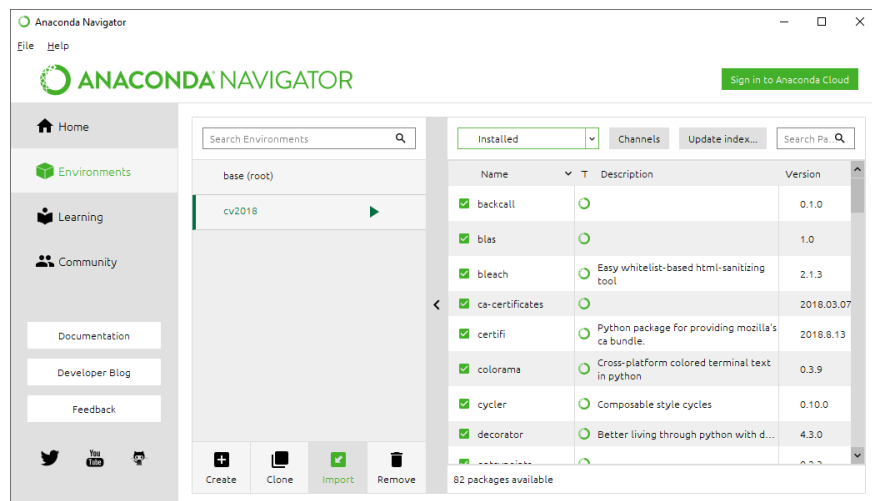 Anaconda Navigator
File Help
ANACONDA NAVIGATOR
Sign in to Anaconda Cloud
Home
Environments
Learning
Community
Documentation
Developer Blog
Feedback
You
Tube
Search Environments
base (root)
cv2018
Create Clone Import Remove
Installed Channels Update index... Search Pa..
Name T Description Version
backcall 0.1.0
blas 1.0
bleach Easy whitelist-based html-sanitizing tool 2.1.3
ca-certificates 2018.03.07
certifi Python package for providing mozilla's ca bundle. 2018.8.13
colorama Cross-platform colored terminal text in python 0.3.9
cycler Composable style cycles 0.10.0
decorator Better living through python with d... 4.3.0
82 packages available